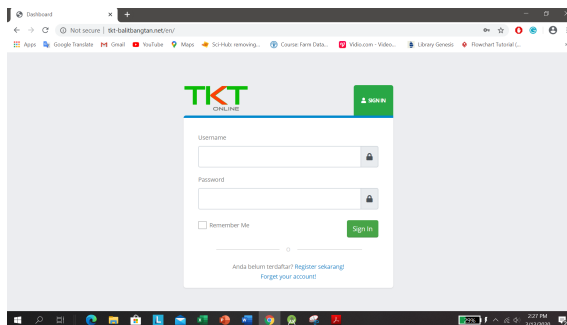 Dashboard
Not secure | tkt-balitbangtan.net/en/
Apps Google Translate Gmail YouTube Maps Sci-Hub: removing... Course: Farm Data... Vidio.com - Video... Library Genesis Flowchart Tutorial (...
TKT
ONLINE
SIGN IN
Username
Password
Remember Me
Sign In
Anda belum terdaftar? Register sekarang!
Forget your account!
2:27 PM